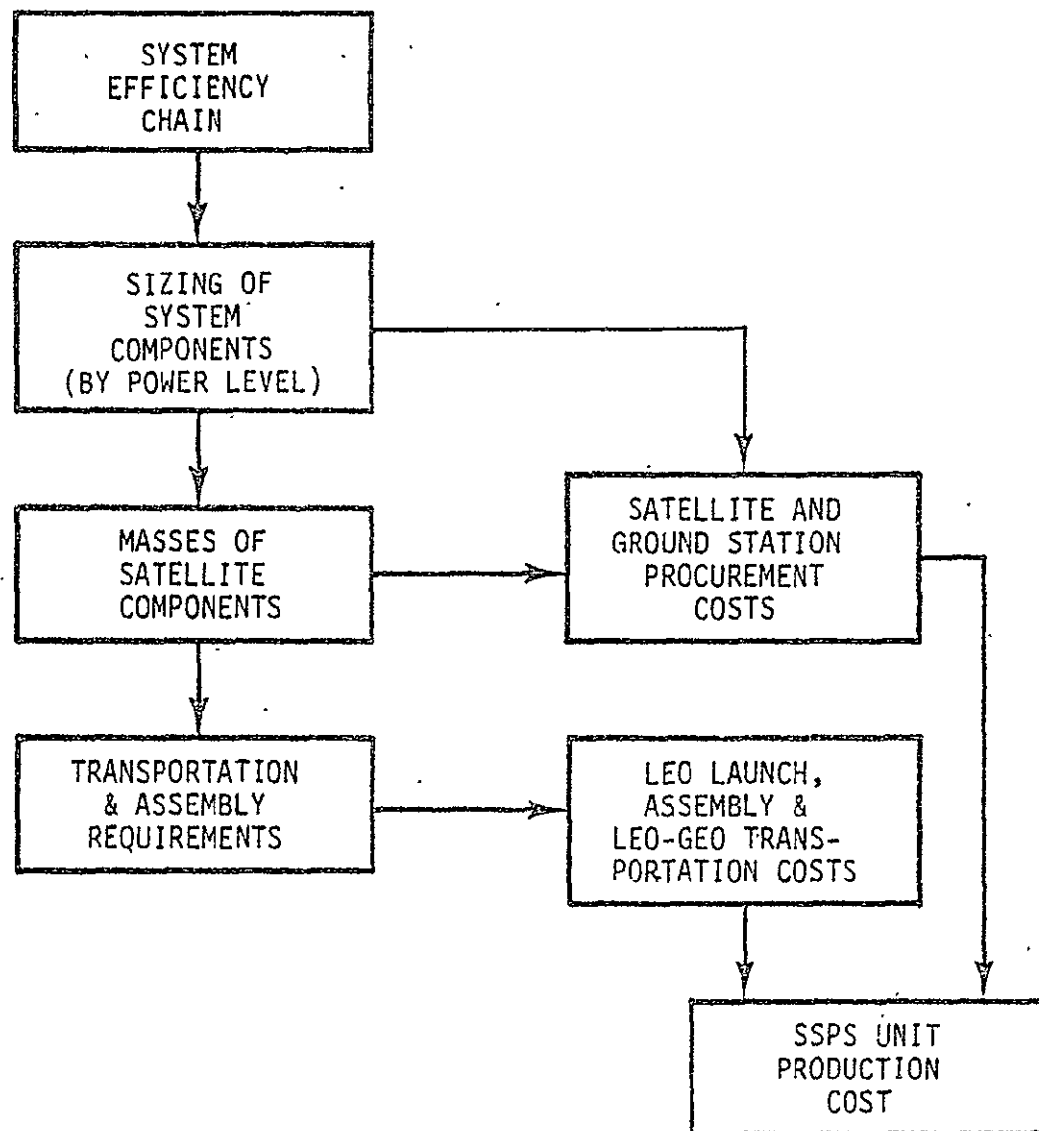 SYSTEM
EFFICIENCY
CHAIN
SIZING OF
SYSTEM
COMPONENTS
(BY POWER LEVEL)
MASSES OF
SATELLITE
COMPONENTS
SATELLITE AND
GROUND STATION
PROCUREMENT
COSTS
TRANSPORTATION
& ASSEMBLY
REQUIREMENTS
LEO LAUNCH,
ASSEMBLY &
LEO-GEO TRANS-
PORTATION COSTS
SSPS UNIT
PRODUCTION
COST